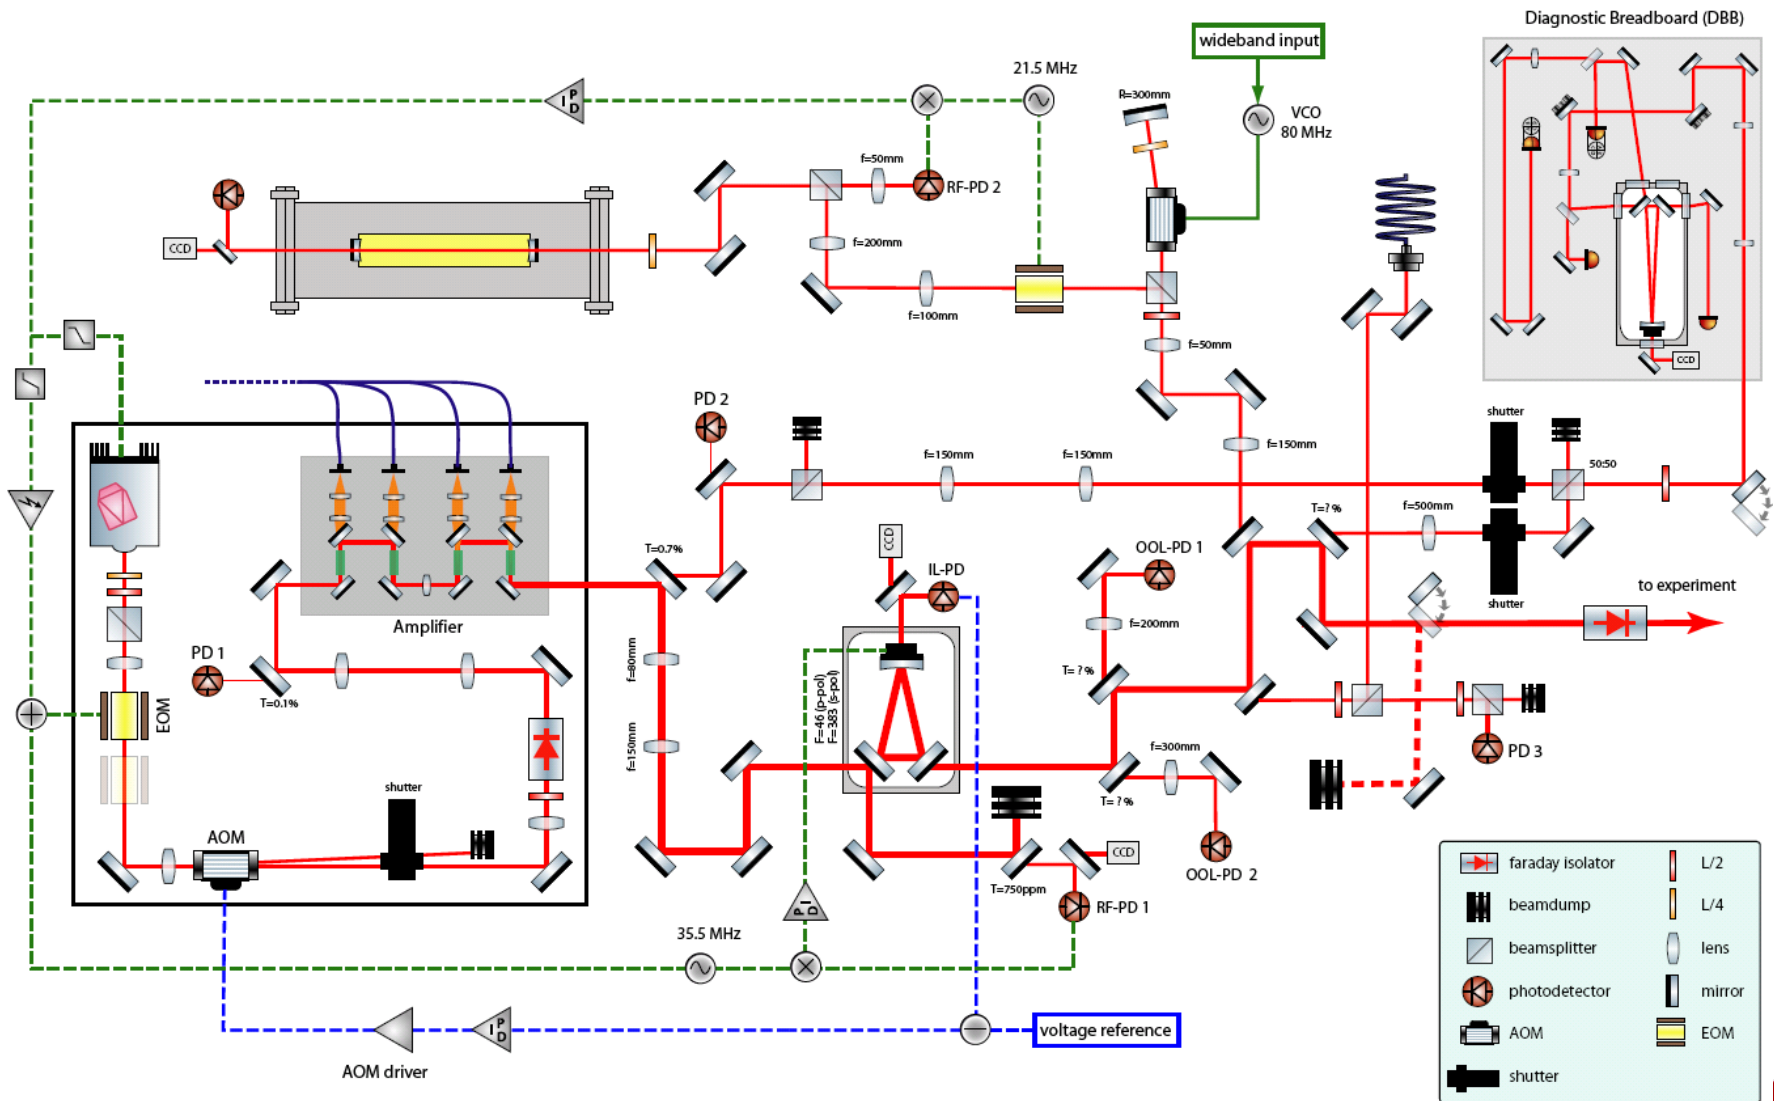 Diagnostic Breadboard (DBB)
wideband input
21.5 MHz
R=300mm
VCO
80 MHz
P
I
D
f=50mm
RF-PD 2
CCD
f=200mm
f=100mm
f=50mm
CCD
PD 2
f=150mm
f=150mm
f=150mm
shutter
50:50
T=0.7%
T=?%
f=500mm
CCD
IL-PD
OOL-PD 1
shutter
to experiment
Amplifier
PD 1
T=0.1%
f=80mm
f=200mm
T=?%
F=46 (p-pol)
F=383 (s-pol)
EOM
f=150mm
f=300mm
T=?%
PD 3
shutter
AOM
CCD
T=750ppm
OOL-PD 2
RF-PD 1
P
I
D
35.5 MHz
P
I
D
voltage reference
AOM driver
faraday isolator
L/2
beamdump
L/4
beamsplitter
lens
photodetector
mirror
AOM
EOM
shutter